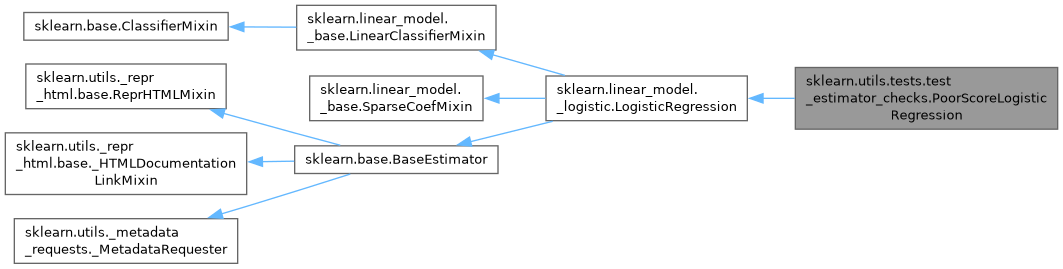 sklearn.base.ClassifierMixin
sklearn.linear_model.
_base.LinearClassifierMixin
sklearn.utils._repr
_html.base.ReprHTMLMixin
sklearn.linear_model.
_base.SparseCoefMixin
sklearn.linear_model.
_logistic.LogisticRegression
sklearn.utils.tests.test
_estimator_checks.PoorScoreLogistic
Regression
sklearn.utils._repr
_html.base._HTMLDocumentation
LinkMixin
sklearn.base.BaseEstimator
sklearn.utils._metadata
_requests._MetadataRequester